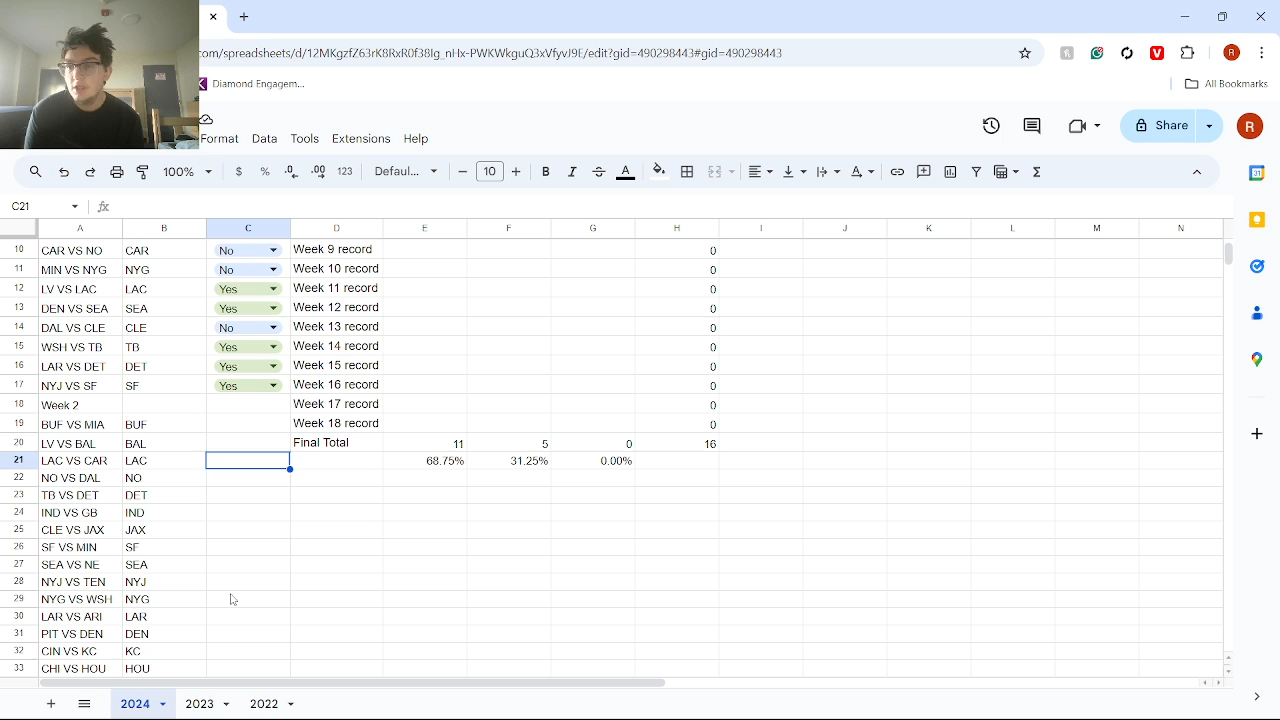 com/spreadsheets/d/12MKgzf763rK8RxR0f38Ig_nHx-PWKWkguQ3xVfyvJ9E/edit?gid=490298443#gid=490298443
Diamond Engagem...
All Bookmarks
Format Data Tools Extensions Help
Share
R
100% $ % .0 .00 123 Defaul... 10 B I A
C21 fx
A B C D E F G H I J K L M N
10 CAR VS NO CAR No Week 9 record 0
11 MIN VS NYG NYG No Week 10 record 0
12 LV VS LAC LAC Yes Week 11 record 0
13 DEN VS SEA SEA Yes Week 12 record 0
14 DAL VS CLE CLE No Week 13 record 0
15 WSH VS TB TB Yes Week 14 record 0
16 LAR VS DET DET Yes Week 15 record 0
17 NYJ VS SF SF Yes Week 16 record 0
18 Week 2 Week 17 record 0
19 BUF VS MIA BUF Week 18 record 0
20 LV VS BAL BAL Final Total 11 5 0 16
21 LAC VS CAR LAC 68.75% 31.25% 0.00%
22 NO VS DAL NO
23 TB VS DET DET
24 IND VS GB IND
25 CLE VS JAX JAX
26 SF VS MIN SF
27 SEA VS NE SEA
28 NYJ VS TEN NYJ
29 NYG VS WSH NYG
30 LAR VS ARI LAR
31 PIT VS DEN DEN
32 CIN VS KC KC
33 CHI VS HOU HOU
2024 2023 2022